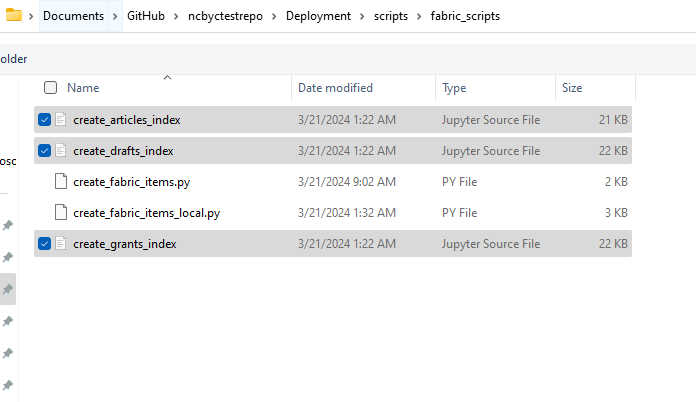 Documents > GitHub > ncbyctestrepo > Deployment > scripts > fabric_scripts
older
Name Date modified Type Size
create_articles_index 3/21/2024 1:22 AM Jupyter Source File 21 KB
osc
create_drafts_index 3/21/2024 1:22 AM Jupyter Source File 22 KB
create_fabric_items.py 3/21/2024 9:02 AM PY File 2 KB
create_fabric_items_local.py 3/21/2024 1:32 AM PY File 3 KB
create_grants_index 3/21/2024 1:22 AM Jupyter Source File 22 KB